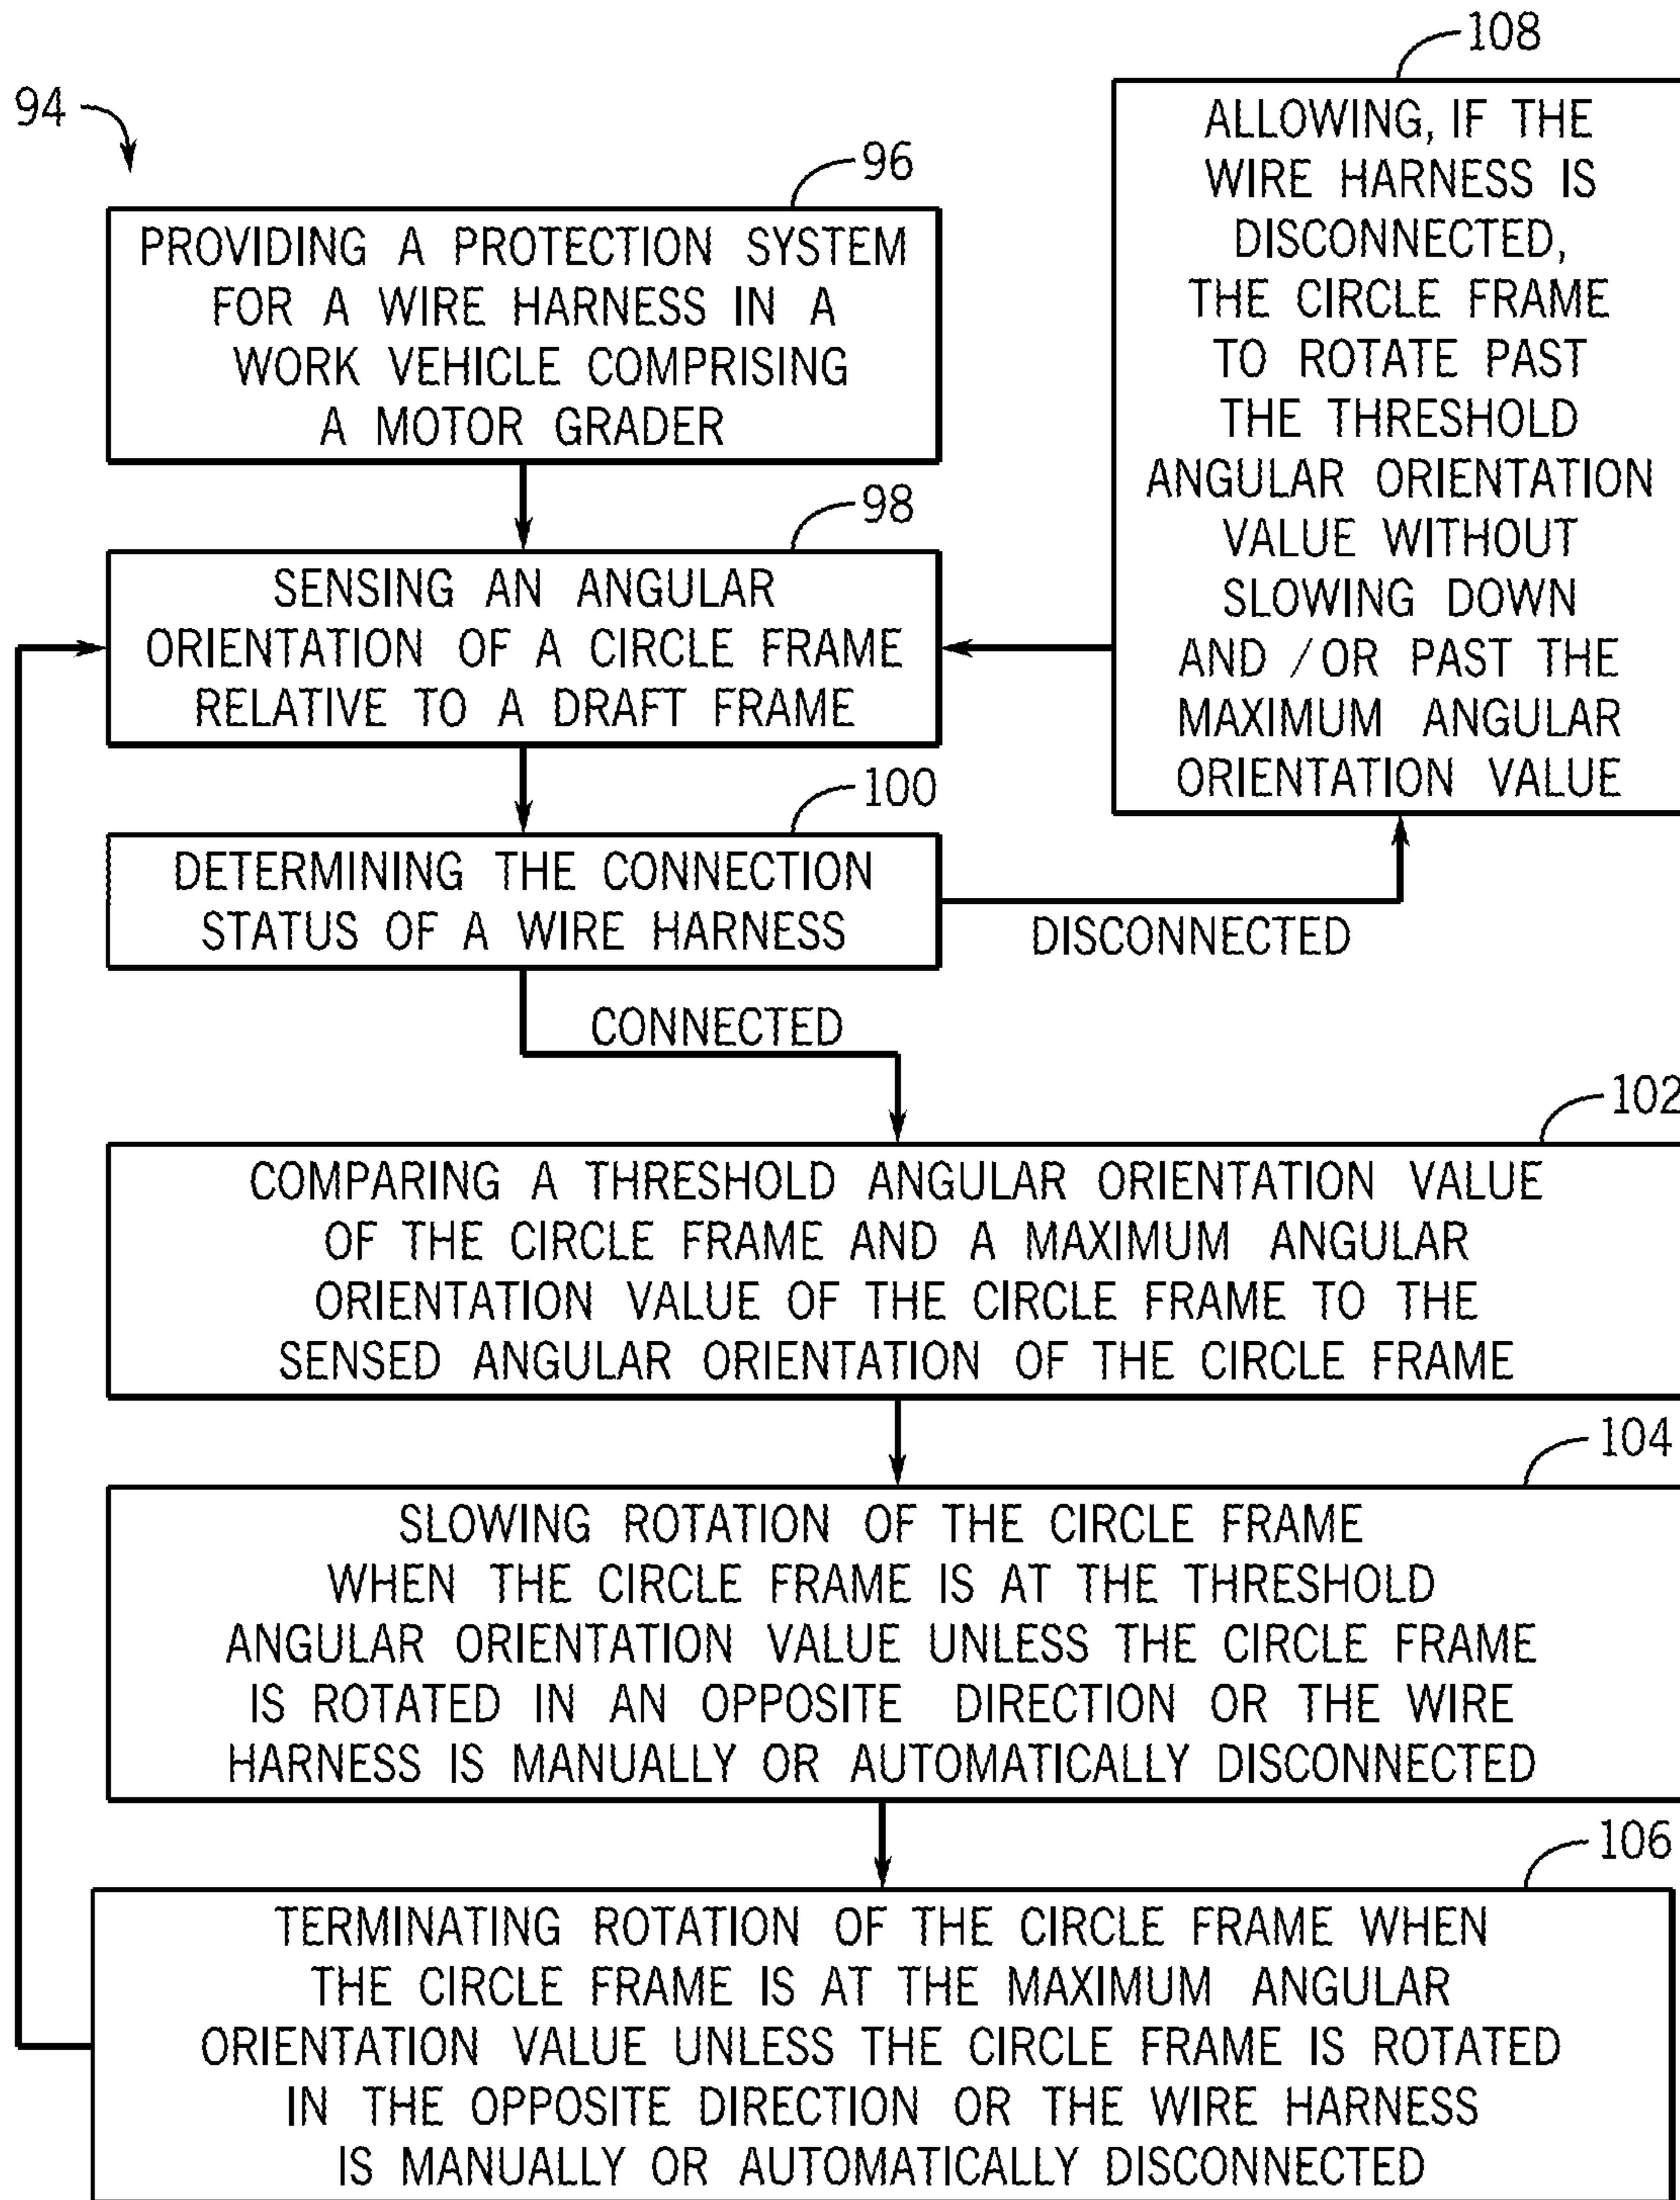 94
96
PROVIDING A PROTECTION SYSTEM
FOR A WIRE HARNESS IN A
WORK VEHICLE COMPRISING
A MOTOR GRADER
98
SENSING AN ANGULAR
ORIENTATION OF A CIRCLE FRAME
RELATIVE TO A DRAFT FRAME
100
DETERMINING THE CONNECTION
STATUS OF A WIRE HARNESS
DISCONNECTED
108
ALLOWING, IF THE
WIRE HARNESS IS
DISCONNECTED,
THE CIRCLE FRAME
TO ROTATE PAST
THE THRESHOLD
ANGULAR ORIENTATION
VALUE WITHOUT
SLOWING DOWN
AND /OR PAST THE
MAXIMUM ANGULAR
ORIENTATION VALUE
CONNECTED
102
COMPARING A THRESHOLD ANGULAR ORIENTATION VALUE
OF THE CIRCLE FRAME AND A MAXIMUM ANGULAR
ORIENTATION VALUE OF THE CIRCLE FRAME TO THE
SENSED ANGULAR ORIENTATION OF THE CIRCLE FRAME
104
SLOWING ROTATION OF THE CIRCLE FRAME
WHEN THE CIRCLE FRAME IS AT THE THRESHOLD
ANGULAR ORIENTATION VALUE UNLESS THE CIRCLE FRAME
IS ROTATED IN AN OPPOSITE DIRECTION OR THE WIRE
HARNESS IS MANUALLY OR AUTOMATICALLY DISCONNECTED
106
TERMINATING ROTATION OF THE CIRCLE FRAME WHEN
THE CIRCLE FRAME IS AT THE MAXIMUM ANGULAR
ORIENTATION VALUE UNLESS THE CIRCLE FRAME IS ROTATED
IN THE OPPOSITE DIRECTION OR THE WIRE HARNESS
IS MANUALLY OR AUTOMATICALLY DISCONNECTED